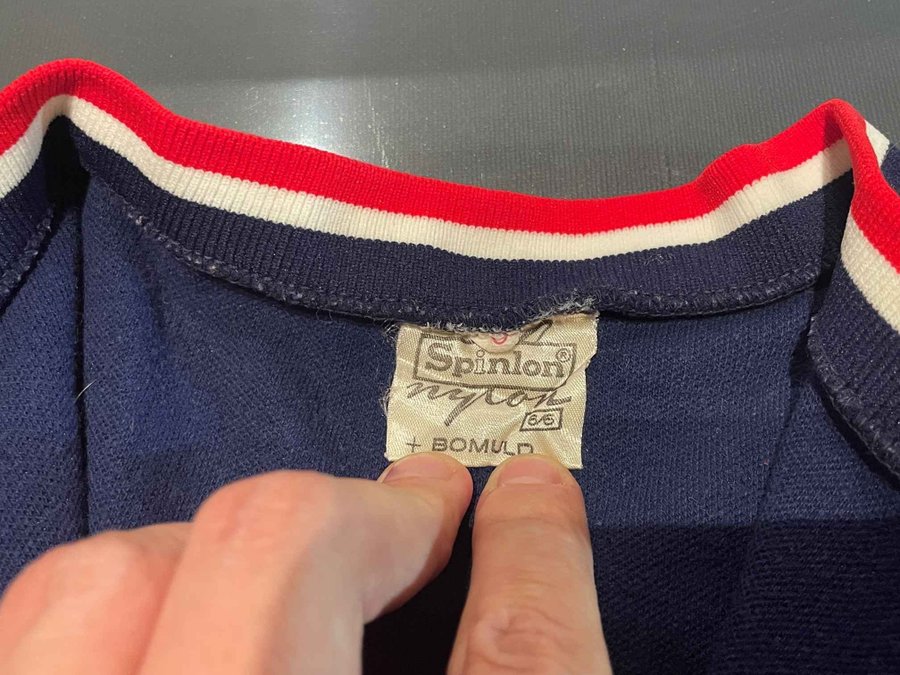 Spinlon®
nylon
6/6
+ BOMULD